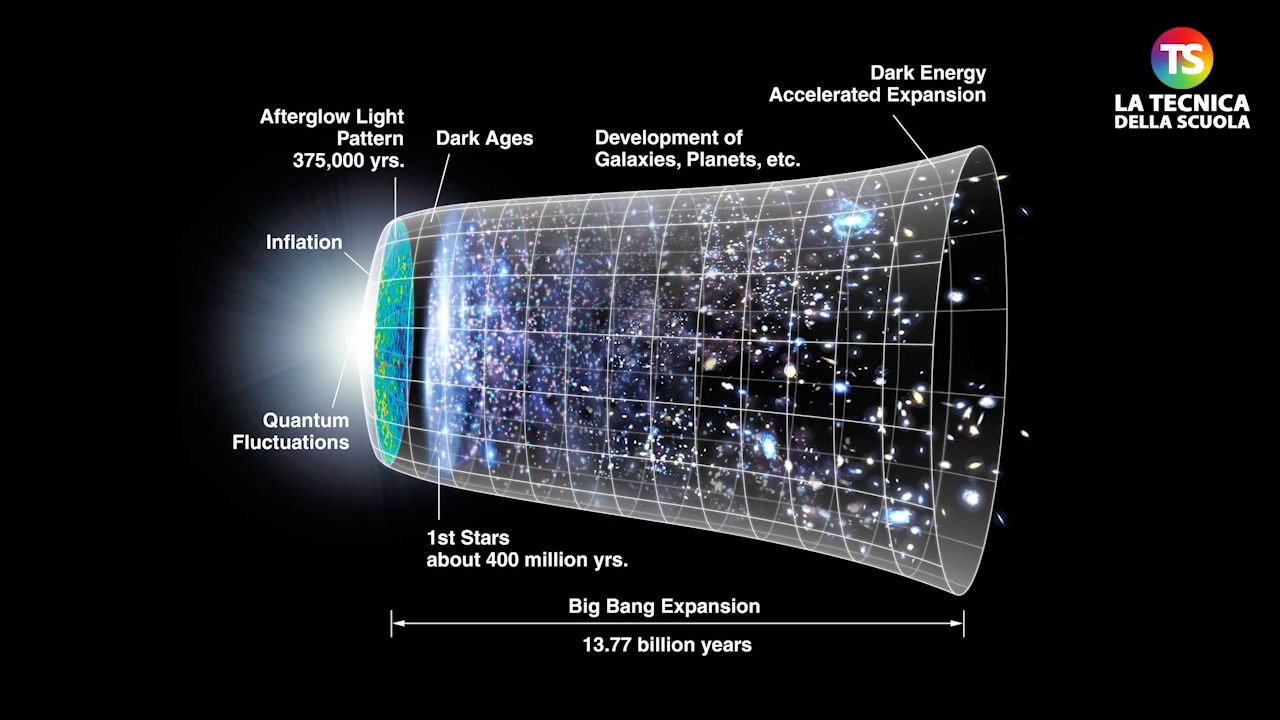 TS
LA TECNICA
DELLA SCUOLA
Dark Energy
Accelerated Expansion
Afterglow Light
Pattern
375,000 yrs.
Dark Ages
Development of
Galaxies, Planets, etc.
Inflation
Quantum
Fluctuations
1st Stars
about 400 million yrs.
Big Bang Expansion
13.77 billion years